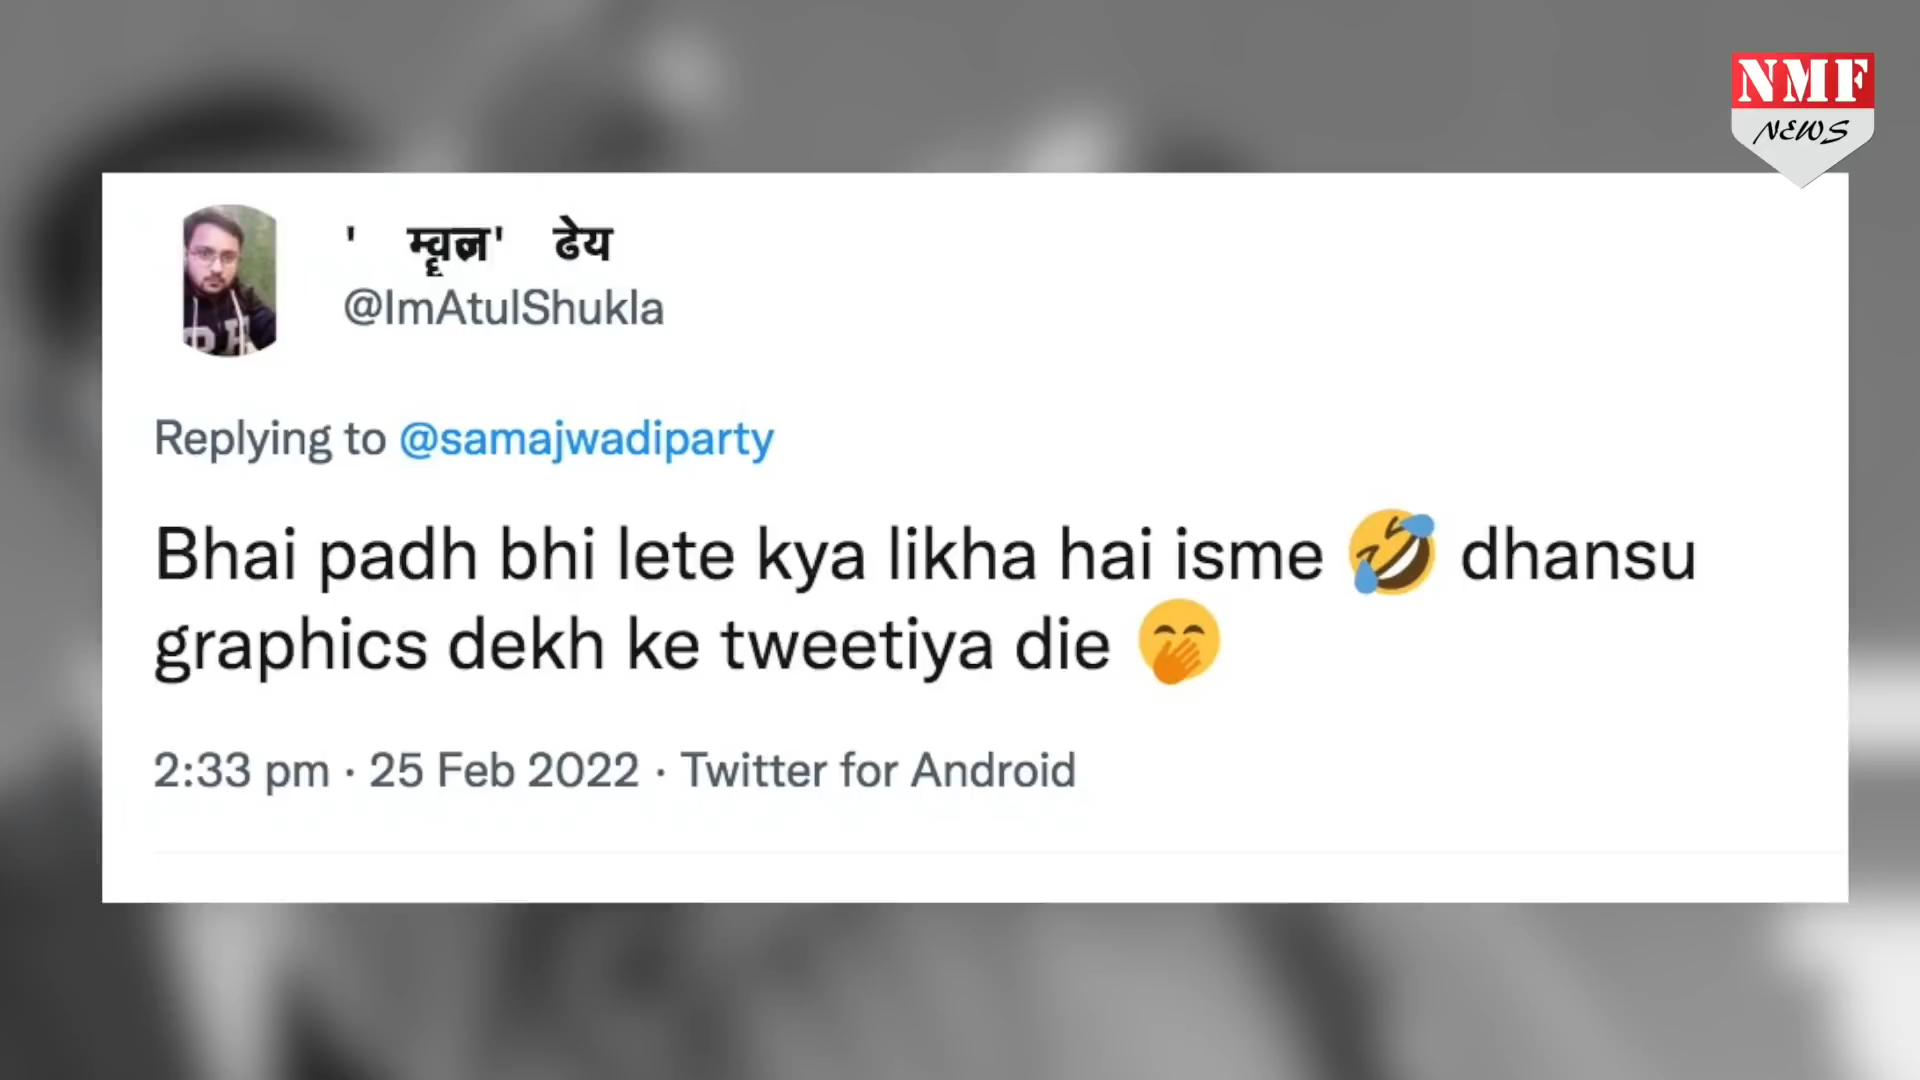 NMF
NEWS
@ImAtulShukla
Replying to @samajwadiparty
Bhai padh bhi lete kya likha hai isme 🤣 dhansu
graphics dekh ke tweetiya die 🤭
2:33 pm · 25 Feb 2022 · Twitter for Android